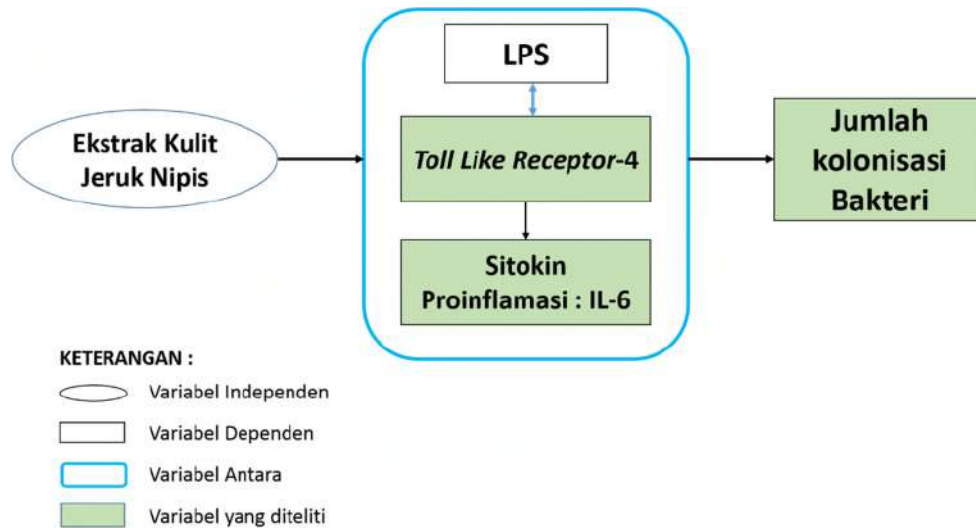 LPS
Ekstrak Kulit
Jeruk Nipis
Toll Like Receptor-4
Sitokin
Proinflamasi : IL-6
Jumlah
kolonisasi
Bakteri
KETERANGAN :
Variabel Independen
Variabel Dependen
Variabel Antara
Variabel yang diteliti